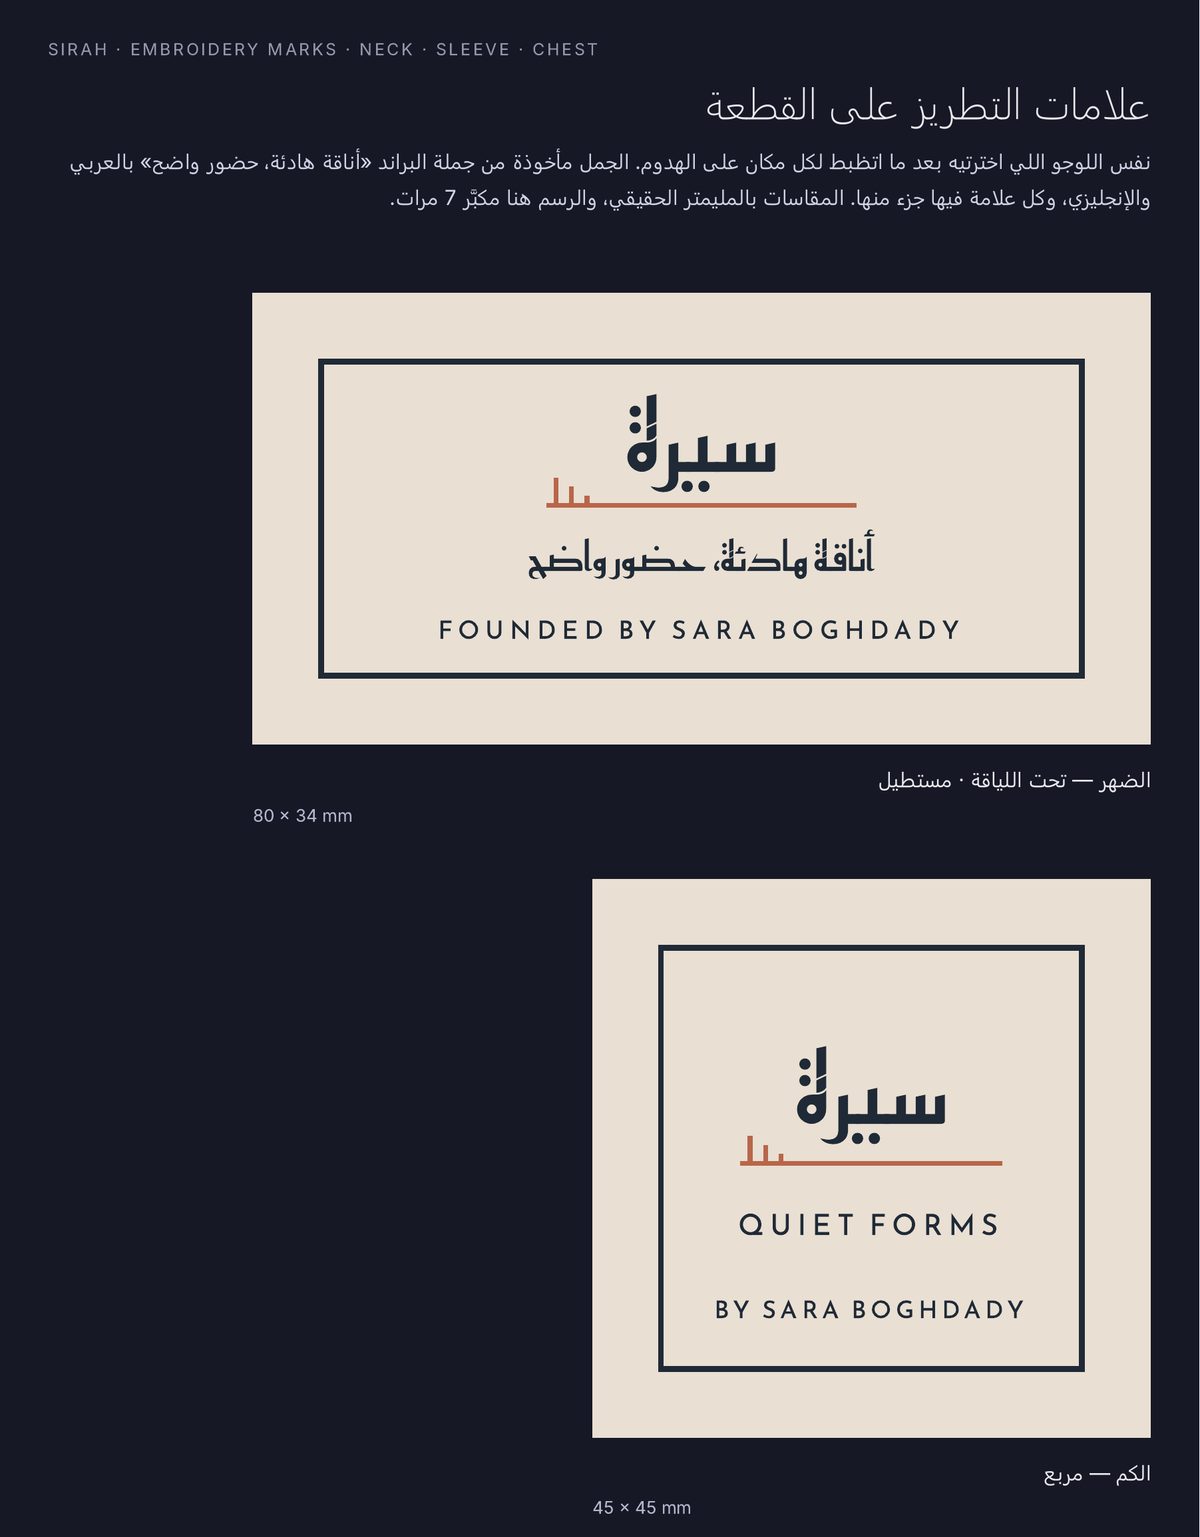 SIRAH · EMBROIDERY MARKS · NECK · SLEEVE · CHEST
علامات التطريز على القطعة
نفس اللوجو اللي اخترتيه بعد ما اتظبط لكل مكان على الهدوم. الجمل مأخوذة من جملة البراند «أناقة هادئة، حضور واضح» بالعربي
والإنجليزي، وكل علامة فيها جزء منها. المقاسات بالمليمتر الحقيقي، والرسم هنا مكبَّر 7 مرات.
سيرة
أناقة هادئة، حضور واضح
FOUNDED BY SARA BOGHDADY
الضهر — تحت اللياقة · مستطيل
80 × 34 mm
سيرة
QUIET FORMS
BY SARA BOGHDADY
الكم — مربع
45 × 45 mm